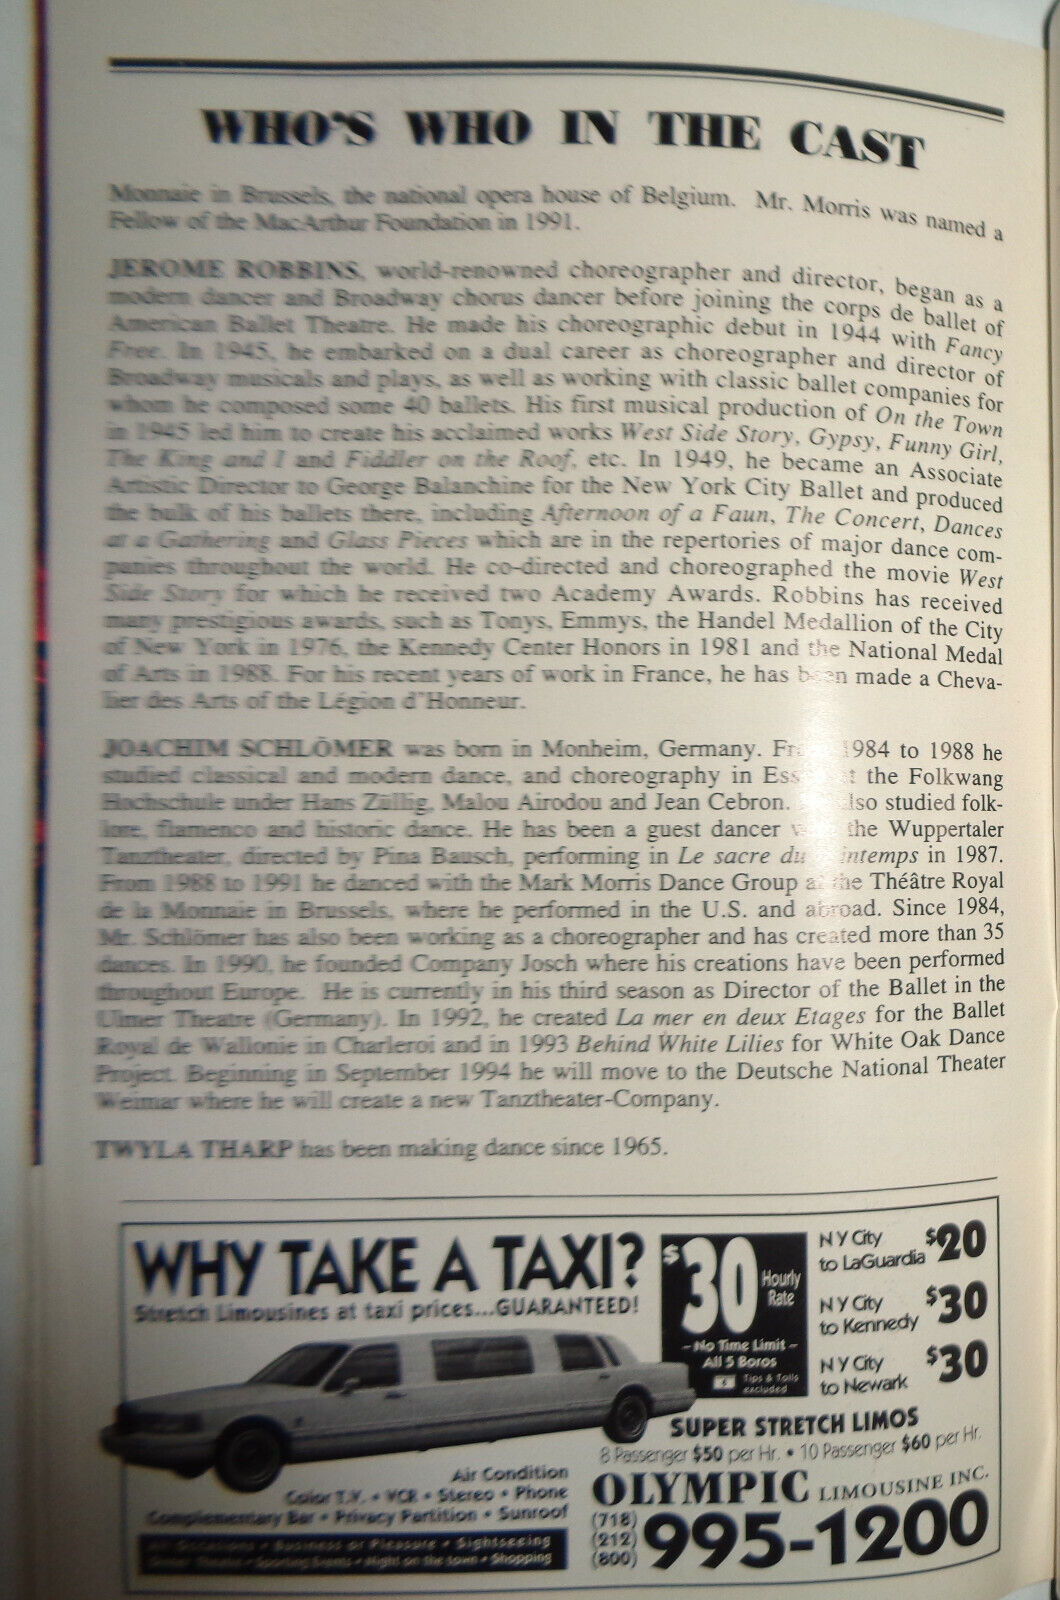 WHO'S WHO IN THE CAST
Monnaie in Brussels, the national opera house of Belgium. Mr. Morris was named a
Fellow of the MacArthur Foundation in 1991.
JEROME ROBBINS, world-renowned choreographer and director, began as a
modern dancer and Broadway chorus dancer before joining the corps de ballet of
American Ballet Theatre. He made his choreographic debut in 1944 with Fancy
Free. In 1945, he embarked on a dual career as choreographer and director of
Broadway musicals and plays, as well as working with classic ballet companies for
whom he composed some 40 ballets. His first musical production of On the Town
in 1945 led him to create his acclaimed works West Side Story, Gypsy, Funny Girl,
The King and I and Fiddler on the Roof, etc. In 1949, he became an Associate
Artistic Director to George Balanchine for the New York City Ballet and produced
the bulk of his ballets there, including Afternoon of a Faun, The Concert, Dances
at a Gathering and Glass Pieces which are in the repertories of major dance com-
panies throughout the world. He co-directed and choreographed the movie West
Side Story for which he received two Academy Awards. Robbins has received
many prestigious awards, such as Tonys, Emmys, the Handel Medallion of the City
of New York in 1976, the Kennedy Center Honors in 1981 and the National Medal
of Arts in 1988. For his recent years of work in France, he has been made a Cheva-
lier des Arts of the Légion d"Honneur.
JOACHIM SCHLÖMER was born in Monheim, Germany. 1984 to 1988 he
studied classical and modern dance, and choreography in the Folkwang
Hochschule under Hans Züllig, Malou Airodou and Jean Cebron. also studied folk-
lore, flamenco and historic dance. He has been a guest dancer the Wuppertaler
Tanztheater, directed by Pina Bausch, performing in Le sacre du printemps in 1987.
From 1988 to 1991 he danced with the Mark Morris Dance Group at the Théâtre Royal
de la Monnaie in Brussels, where he performed in the U.S. and abroad. Since 1984,
Mr. Schlömer has also been working as a choreographer and has created more than 35
dances. In 1990, he founded Company Josch where his creations have been performed
throughout Europe. He is currently in his third season as Director of the Ballet in the
Ulmer Theatre (Germany). In 1992, he created La mer en deux Etages for the Ballet
Royal de Wallonie in Charleroi and in 1993 Behind White Lilies for White Oak Dance
Project. Beginning in September 1994 he will move to the Deutsche National Theater
Weimar where he will create a new Tanztheater-Company.
TWYLA THARP has been making dance since 1965.
WHY TAKE A TAXI?
Stretch Limousines at taxi prices...GUARANTEED!
$30 Hourly Rate
– No Time Limit –
All 5 Boros
Tips & Tolls
excluded
N Y City
to LaGuardia $20
N Y City
to Kennedy $30
N Y City
to Newark $30
SUPER STRETCH LIMOS
8 Passenger $50 per Hr. • 10 Passenger $60 per Hr.
Air Condition
Color T.V. • VCR • Stereo • Phone
Complementary Bar • Privacy Partition • Sunroof
All Occasions • Business or Pleasure • Sightseeing
Theatre • Sporting Events • Night on the town • Shopping
OLYMPIC LIMOUSINE INC.
(718)
(212)
(800)
995-1200